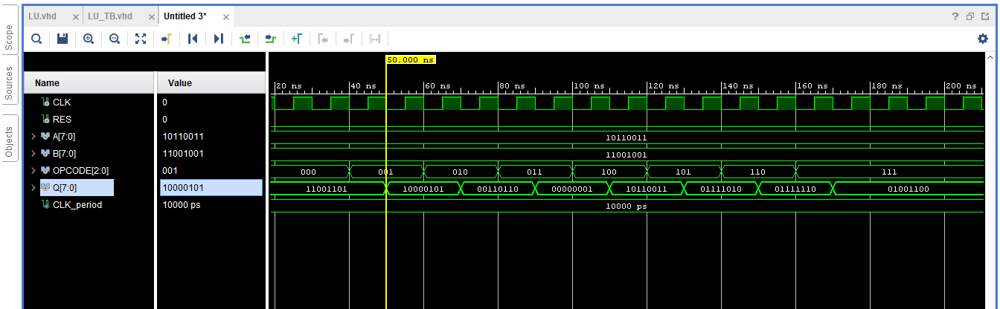 LU.vhd LU_TB.vhd Untitled 3*
Scope
Sources
Objects
50.000 ns
Name Value
20 ns 40 ns 60 ns 80 ns 100 ns 120 ns 140 ns 160 ns 180 ns 200 ns
CLK 0
RES 0
A[7:0] 10110011 10110011
B[7:0] 11001001 11001001
OPCODE[2:0] 001 000 001 010 011 100 101 110 111
Q[7:0] 10000101 11001101 10000101 00110110 00000001 10110011 01111010 01111110 01001100
CLK_period 10000 ps 10000 ps